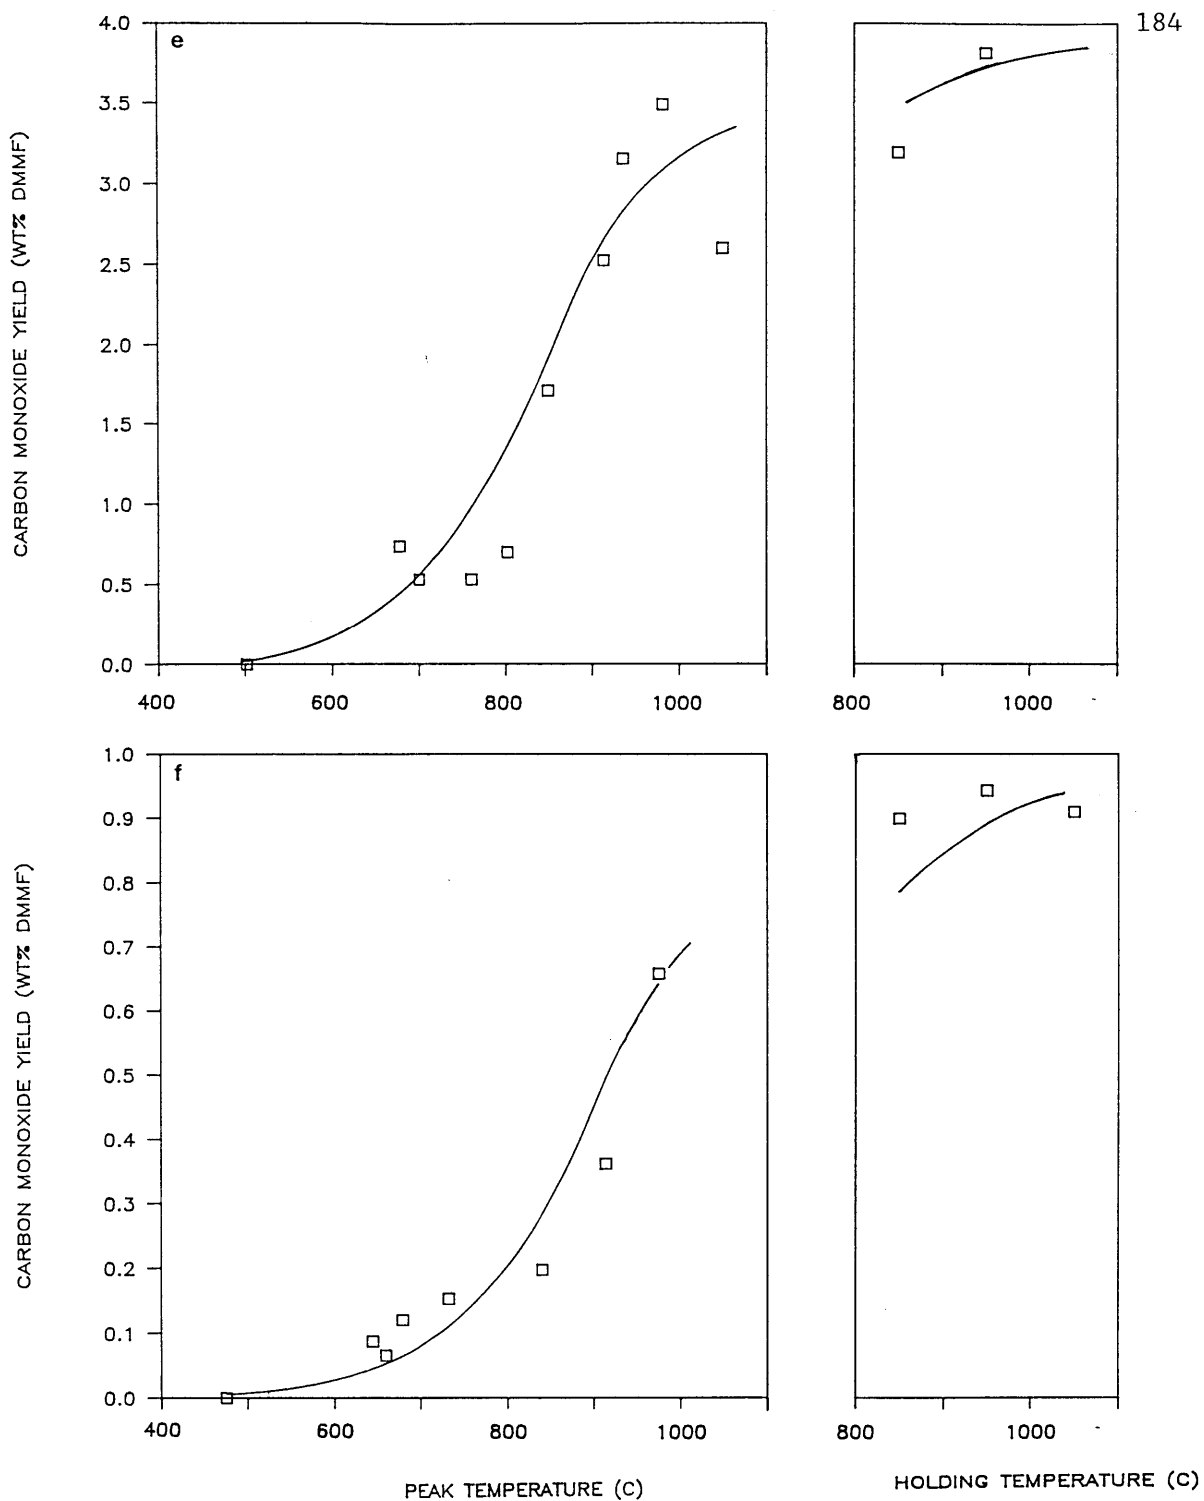 184
e
4.0
3.5
3.0
2.5
2.0
1.5
1.0
0.5
0.0
CARBON MONOXIDE YIELD (WT% DMMF)
400 600 800 1000
800 1000
f
1.0
0.9
0.8
0.7
0.6
0.5
0.4
0.3
0.2
0.1
0.0
CARBON MONOXIDE YIELD (WT% DMMF)
400 600 800 1000
800 1000
PEAK TEMPERATURE (C)
HOLDING TEMPERATURE (C)